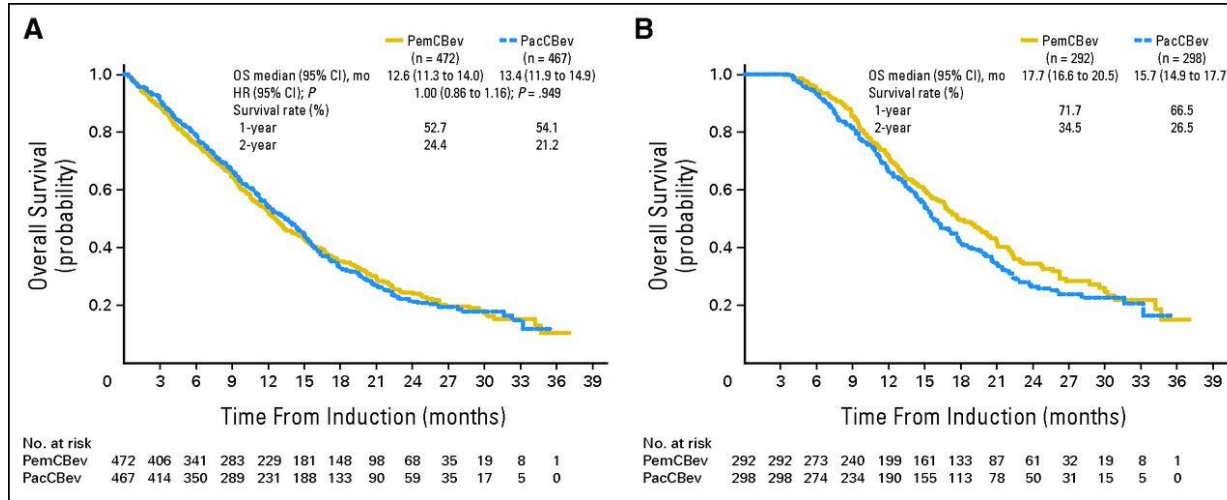 A
PemCBev PacCBev
(n = 472) (n = 467)
OS median (95% CI), mo 12.6 (11.3 to 14.0) 13.4 (11.9 to 14.9)
HR (95% CI); P 1.00 (0.86 to 1.16); P = .949
Survival rate (%)
1-year 52.7 54.1
2-year 24.4 21.2
Overall Survival
(probability)
1.0
0.8
0.6
0.4
0.2
0 3 6 9 12 15 18 21 24 27 30 33 36 39
Time From Induction (months)
No. at risk
PemCBev 472 406 341 283 229 181 148 98 68 35 19 8 1
PacCBev 467 414 350 289 231 188 133 90 59 35 17 5 0
B
PemCBev PacCBev
(n = 292) (n = 298)
OS median (95% CI), mo 17.7 (16.6 to 20.5) 15.7 (14.9 to 17.7)
Survival rate (%)
1-year 71.7 66.5
2-year 34.5 26.5
Overall Survival
(probability)
1.0
0.8
0.6
0.4
0.2
0 3 6 9 12 15 18 21 24 27 30 33 36 39
Time From Induction (months)
No. at risk
PemCBev 292 292 273 240 199 161 133 87 61 32 19 8 1
PacCBev 298 298 274 234 190 155 113 78 50 31 15 5 0